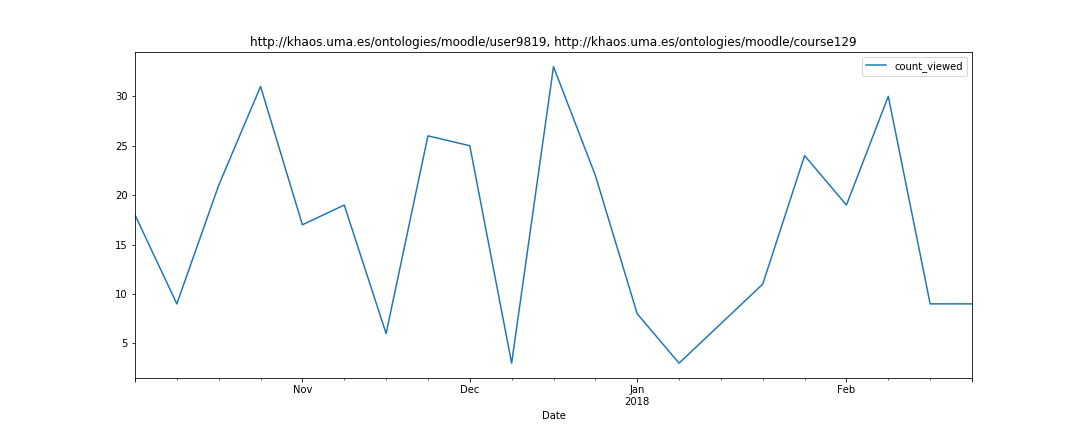 http://khaos.uma.es/ontologies/moodle/user9819, http://khaos.uma.es/ontologies/moodle/course129
count_viewed
30
25
20
15
10
5
Nov
Dec
Jan
2018
Feb
Date